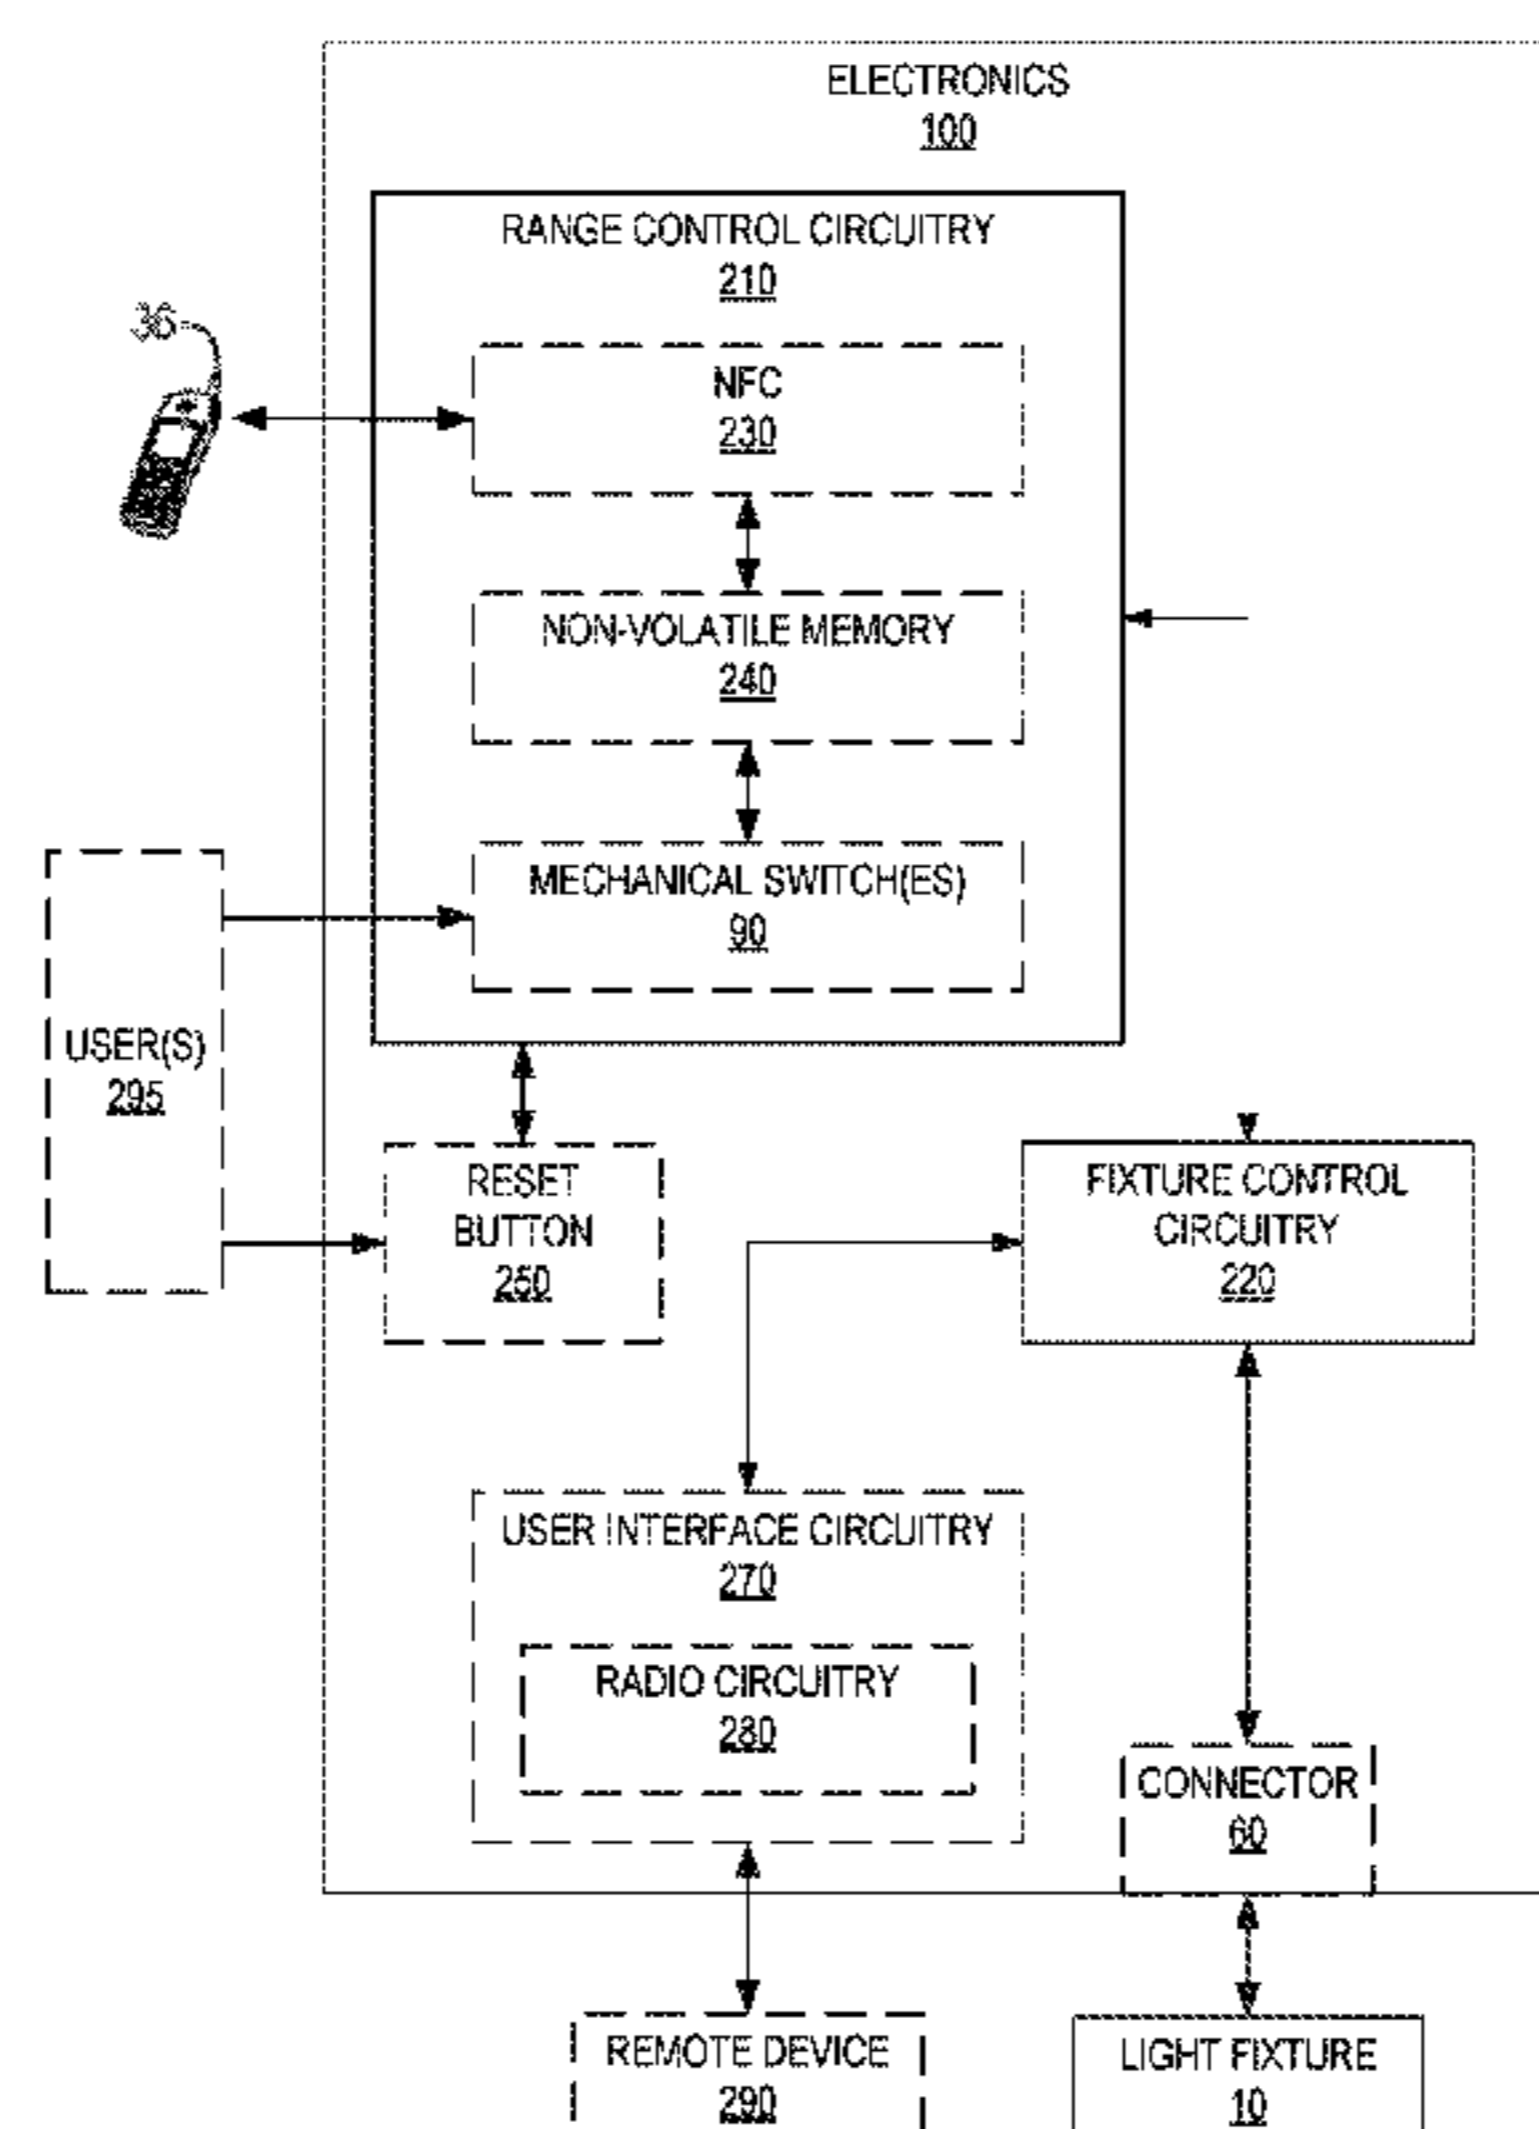 ELECTRONICS
100
RANGE CONTROL CIRCUITRY
210
36
NFC
230
NON-VOLATILE MEMORY
240
MECHANICAL SWITCH(ES)
90
USER(S)
295
RESET
BUTTON
250
FIXTURE CONTROL
CIRCUITRY
220
USER INTERFACE CIRCUITRY
270
RADIO CIRCUITRY
280
CONNECTOR
60
REMOTE DEVICE
290
LIGHT FIXTURE
10